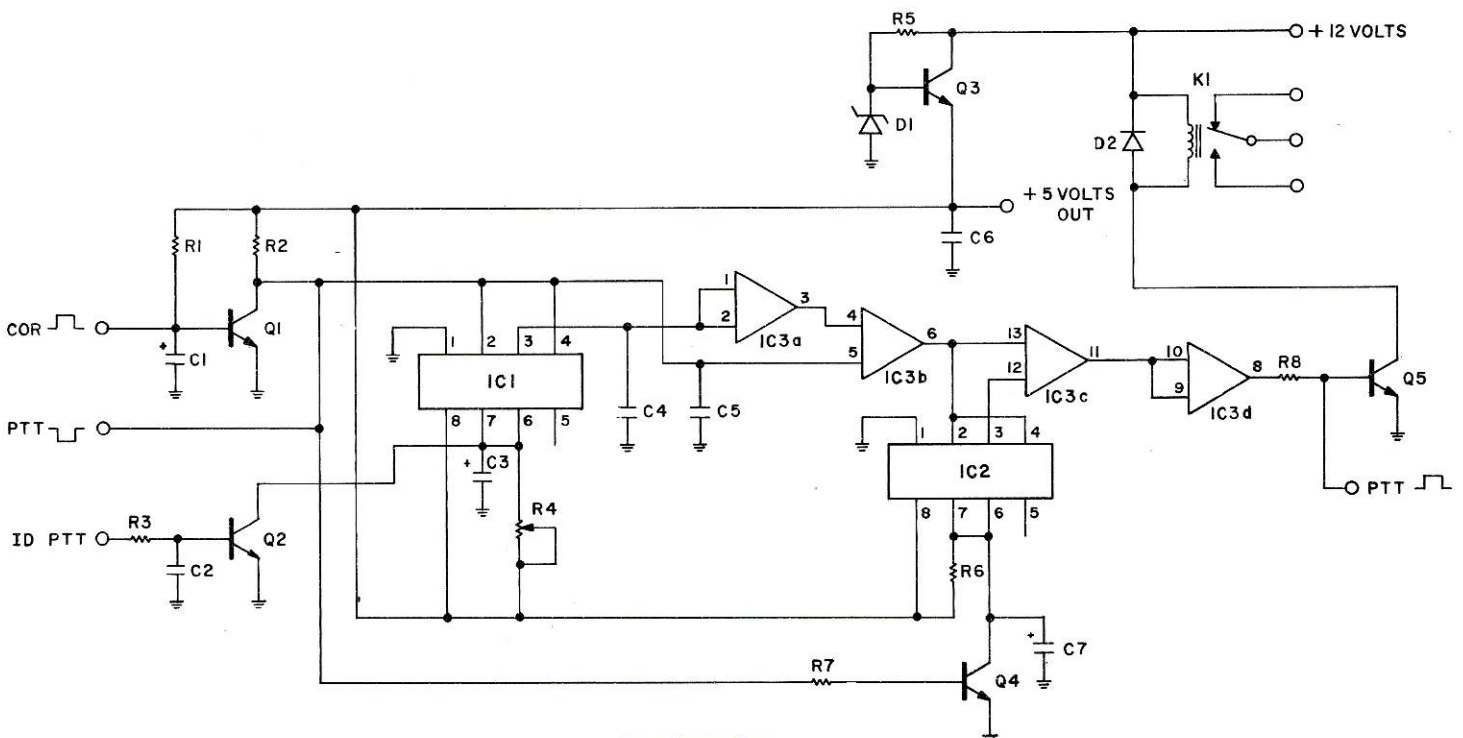 R5
+12 VOLTS
K1
Q3
D1
D2
+5 VOLTS
OUT
R1
R2
C6
COR
Q1
C1
1 2 3 4
IC1
8 7 6 5
1
2
3
IC3a
4
5
6
IC3b
13
12
11
IC3c
10
9
8
IC3d
R8
Q5
PTT
C3
C4
C5
1 2 3 4
IC2
8 7 6 5
PTT
ID PTT
R3
Q2
C2
R4
R6
C7
R7
Q4